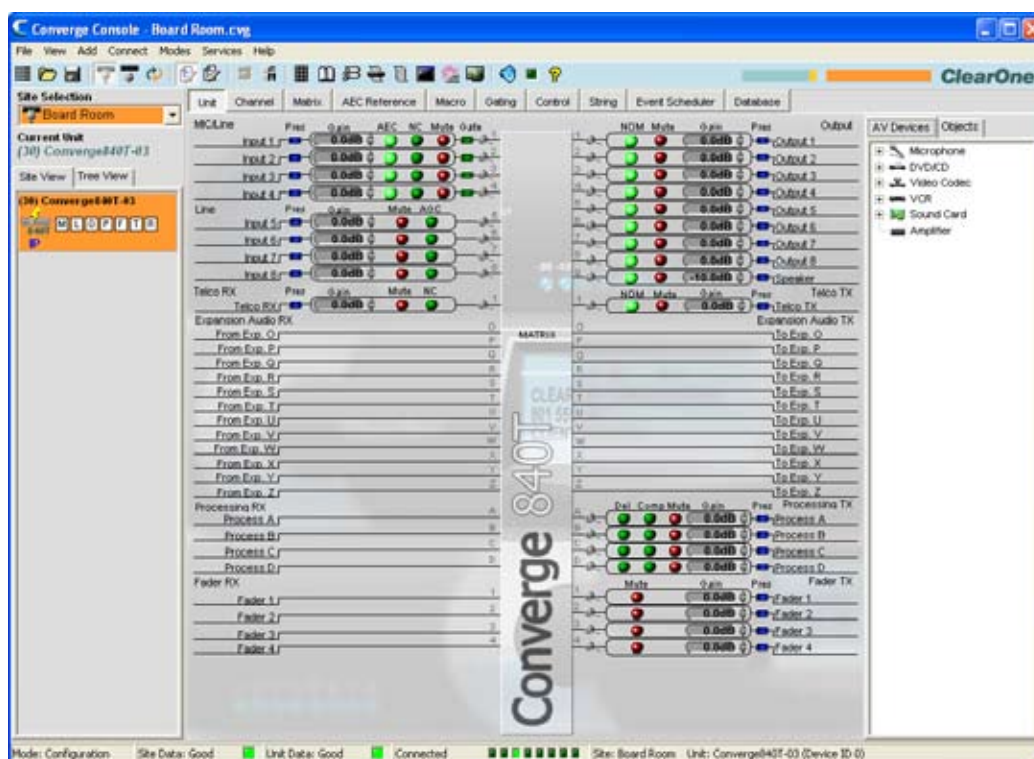 Converge Console - Board Room.cvg
File View Add Connect Modes Services Help
ClearOne
Site Selection
Board Room
Current Unit
(30) Converge840T-03
Site View Tree View
(30) Converge840T-03
M L O P F T R
Unit Channel Matrix AEC Reference Macro Gating Control String Event Scheduler Database
MIC/Line Pres Gain AEC NC Mute Gate
Input 1 0.0dB
Input 2 0.0dB
Input 3 0.0dB
Input 4 0.0dB
Line Pres Gain Mute AGC
Input 5 0.0dB
Input 6 0.0dB
Input 7 0.0dB
Input 8 0.0dB
Telco RX Pres Gain Mute NC
Telco RX 0.0dB
Expansion Audio RX
From Exp. O
From Exp. P
From Exp. Q
From Exp. R
From Exp. S
From Exp. T
From Exp. U
From Exp. V
From Exp. W
From Exp. X
From Exp. Y
From Exp. Z
Processing RX
Process A
Process B
Process C
Process D
Fader RX
Fader 1
Fader 2
Fader 3
Fader 4
MATRIX
Converge 840T
NOM Mute Gain Pres Output
0.0dB Output 1
0.0dB Output 2
0.0dB Output 3
0.0dB Output 4
0.0dB Output 5
0.0dB Output 6
0.0dB Output 7
0.0dB Output 8
-10.0dB Speaker
NOM Mute Gain Pres Telco TX
0.0dB Telco TX
Expansion Audio TX
To Exp. O
To Exp. P
To Exp. Q
To Exp. R
To Exp. S
To Exp. T
To Exp. U
To Exp. V
To Exp. W
To Exp. X
To Exp. Y
To Exp. Z
Del Comp Mute Gain Pres Processing TX
0.0dB Process A
0.0dB Process B
0.0dB Process C
0.0dB Process D
Mute Gain Pres Fader TX
0.0dB Fader 1
0.0dB Fader 2
0.0dB Fader 3
0.0dB Fader 4
AV Devices Objects
Microphone
DVD/CD
Video Codec
VCR
Sound Card
Amplifier
Mode: Configuration Site Data: Good Unit Data: Good Connected Site: Board Room Unit: Converge840T-03 (Device ID 0)